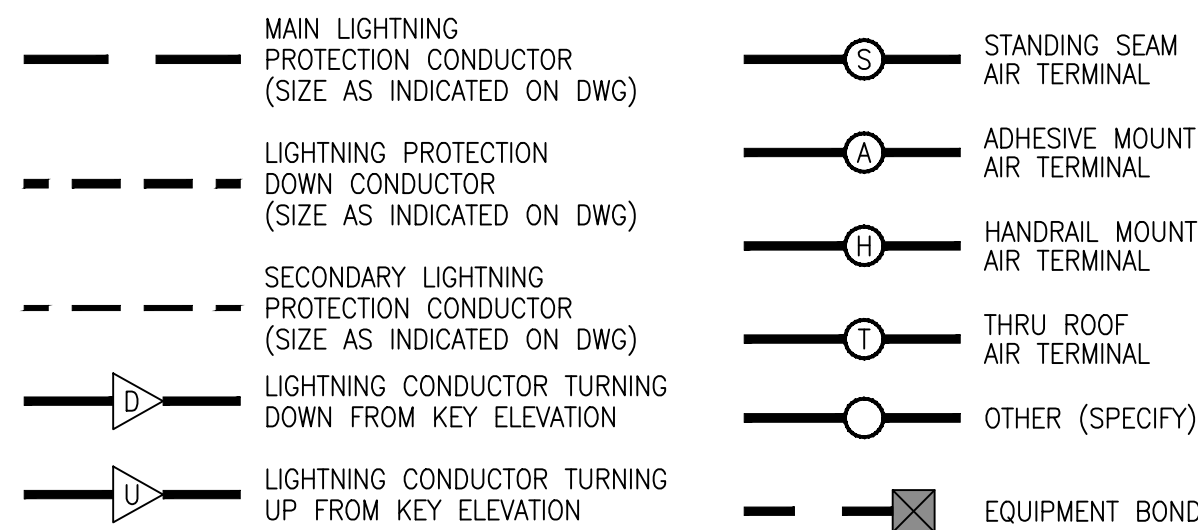 MAIN LIGHTNING
PROTECTION CONDUCTOR
(SIZE AS INDICATED ON DWG)
LIGHTNING PROTECTION
DOWN CONDUCTOR
(SIZE AS INDICATED ON DWG)
SECONDARY LIGHTNING
PROTECTION CONDUCTOR
(SIZE AS INDICATED ON DWG)
D
LIGHTNING CONDUCTOR TURNING
DOWN FROM KEY ELEVATION
U
LIGHTNING CONDUCTOR TURNING
UP FROM KEY ELEVATION
S
STANDING SEAM
AIR TERMINAL
A
ADHESIVE MOUNT
AIR TERMINAL
H
HANDRAIL MOUNT
AIR TERMINAL
T
THRU ROOF
AIR TERMINAL
OTHER (SPECIFY)
EQUIPMENT BOND